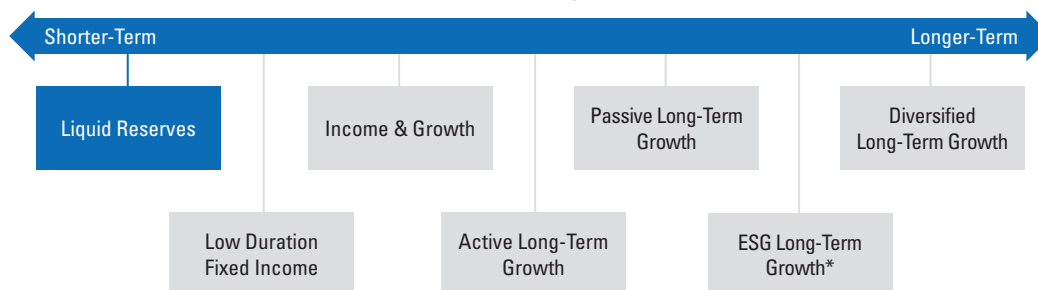 Shorter-Term
Longer-Term
Liquid Reserves
Income & Growth
Passive Long-Term
Growth
Diversified
Long-Term Growth
Low Duration
Fixed Income
Active Long-Term
Growth
ESG Long-Term
Growth*